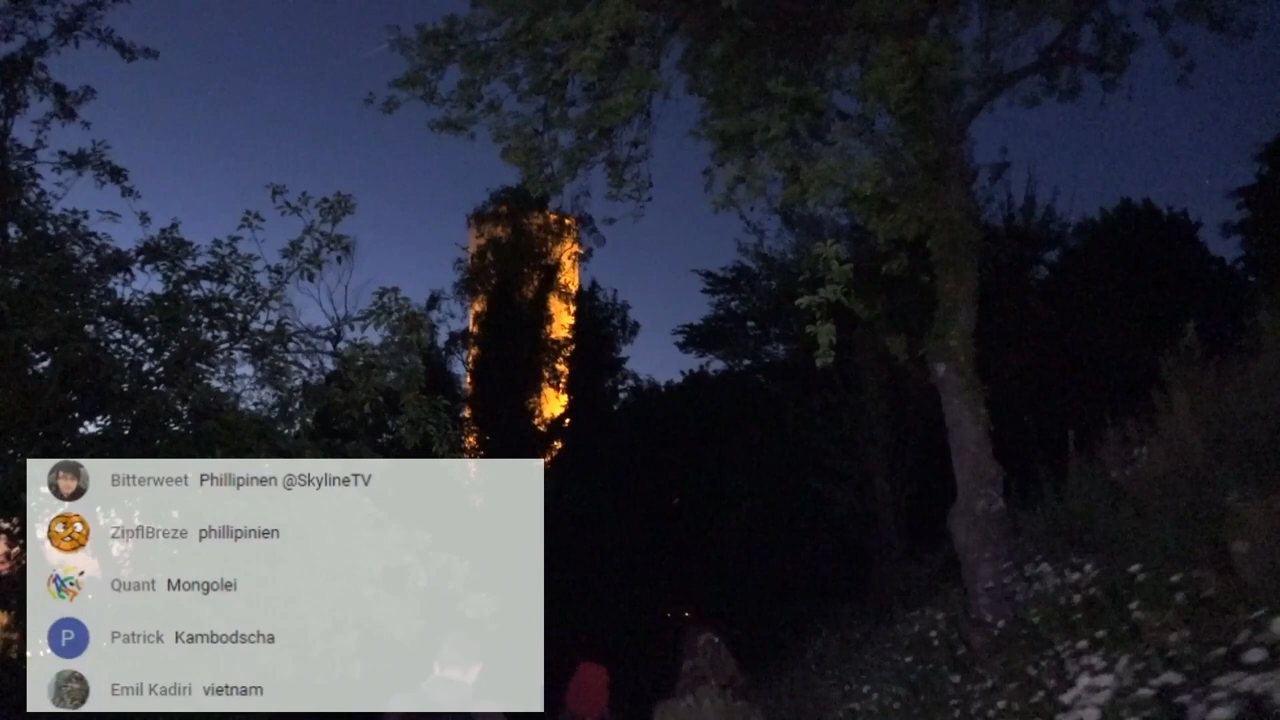 Bitterweet Phillipinen @SkylineTV
ZipflBreze phillipinien
Quant Mongolei
P Patrick Kambodscha
Emil Kadiri vietnam